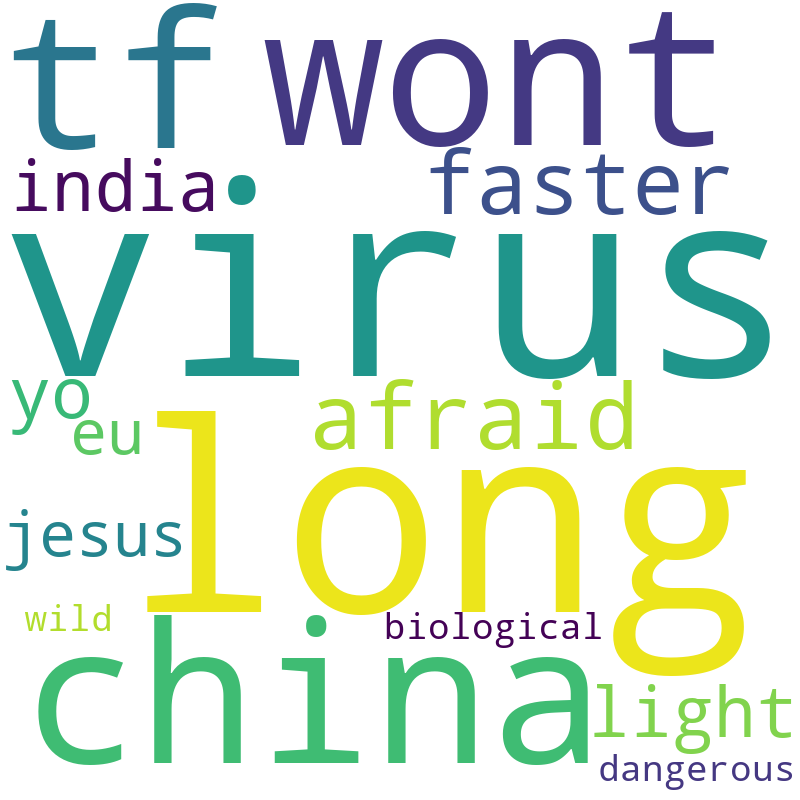 tf wont
india faster
virus
yo afraid
eu
long
jesus
wild biological
china
light
dangerous